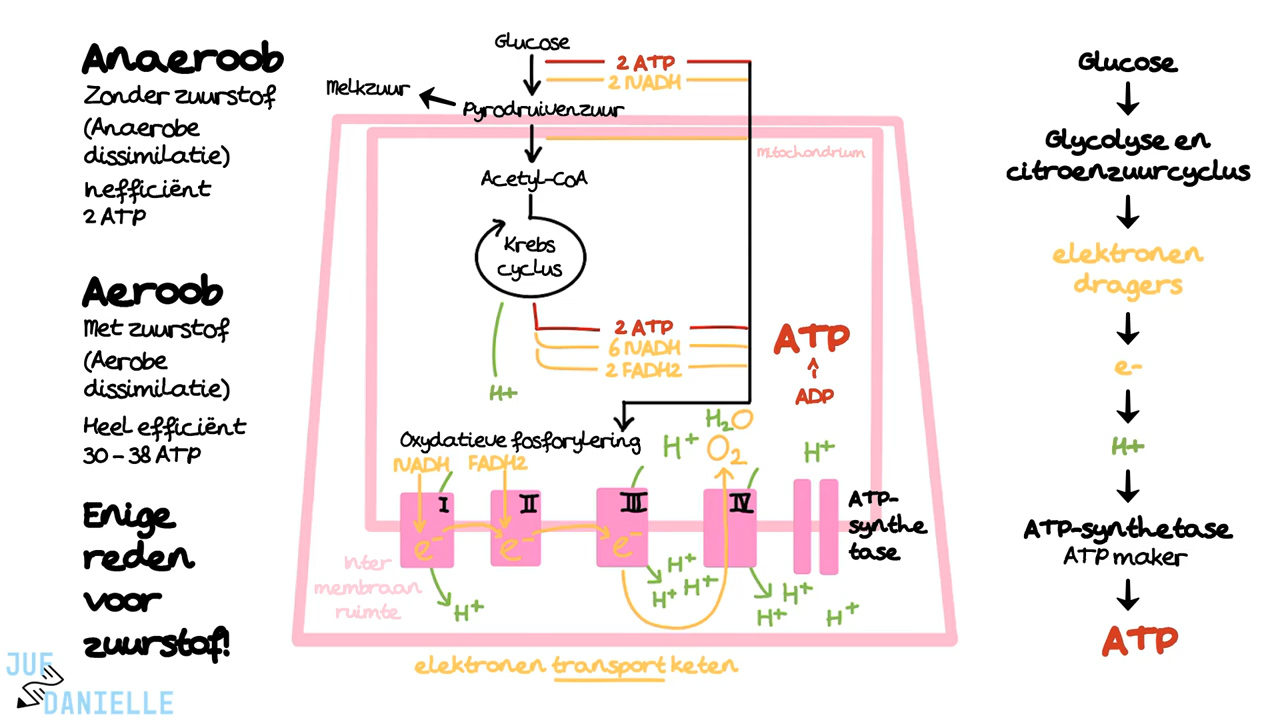 Anaeroob
Zonder zuurstof
(Anaerobe
dissimilatie)
Inefficiënt
2 ATP
Aeroob
Met zuurstof
(Aerobe
dissimilatie)
Heel efficiënt
30 - 38 ATP
Enige
reden
voor
zuurstof!
JUF
DANIELLE
Glucose
2 ATP
2 NADH
Melkzuur
Pyrodruivenzuur
mitochondrium
Acetyl-CoA
Krebs
cyclus
2 ATP
6 NADH
2 FADH2
H+
ATP
ADP
H2O
Oxydatieve fosforylering
H+
O2
H+
NADH
FADH2
I
II
III
IV
ATP-
synthe
tase
e-
e-
e-
Inter
membraan
ruimte
H+
H+
H+
H+
H+
H+
H+
elektronen transport keten
Glucose
Glycolyse en
citroenzuurcyclus
elektronen
dragers
e-
H+
ATP-synthetase
ATP maker
ATP